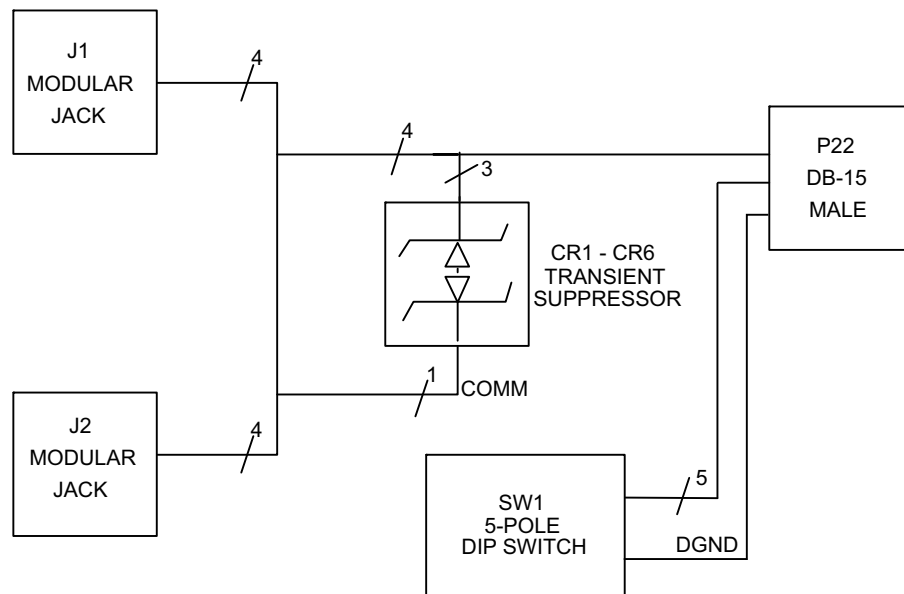 J1
MODULAR
JACK
4
4
3
P22
DB-15
MALE
CR1 - CR6
TRANSIENT
SUPPRESSOR
1
COMM
J2
MODULAR
JACK
4
SW1
5-POLE
DIP SWITCH
5
DGND